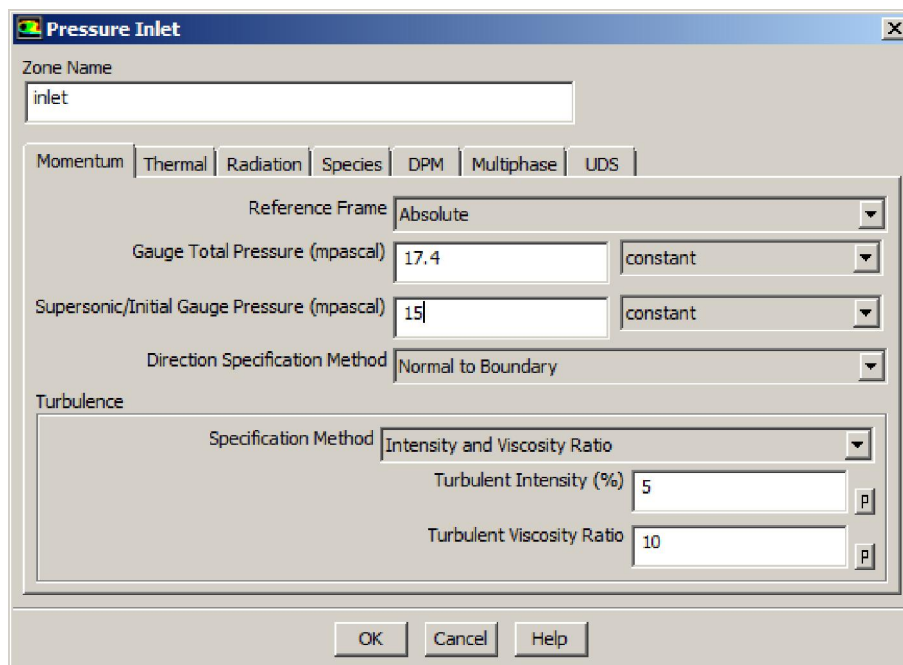 Pressure Inlet
Zone Name
inlet
Momentum Thermal Radiation Species DPM Multiphase UDS
Reference Frame Absolute
Gauge Total Pressure (mpascal) 17.4 constant
Supersonic/Initial Gauge Pressure (mpascal) 15 constant
Direction Specification Method Normal to Boundary
Turbulence
Specification Method Intensity and Viscosity Ratio
Turbulent Intensity (%) 5 P
Turbulent Viscosity Ratio 10 P
OK Cancel Help